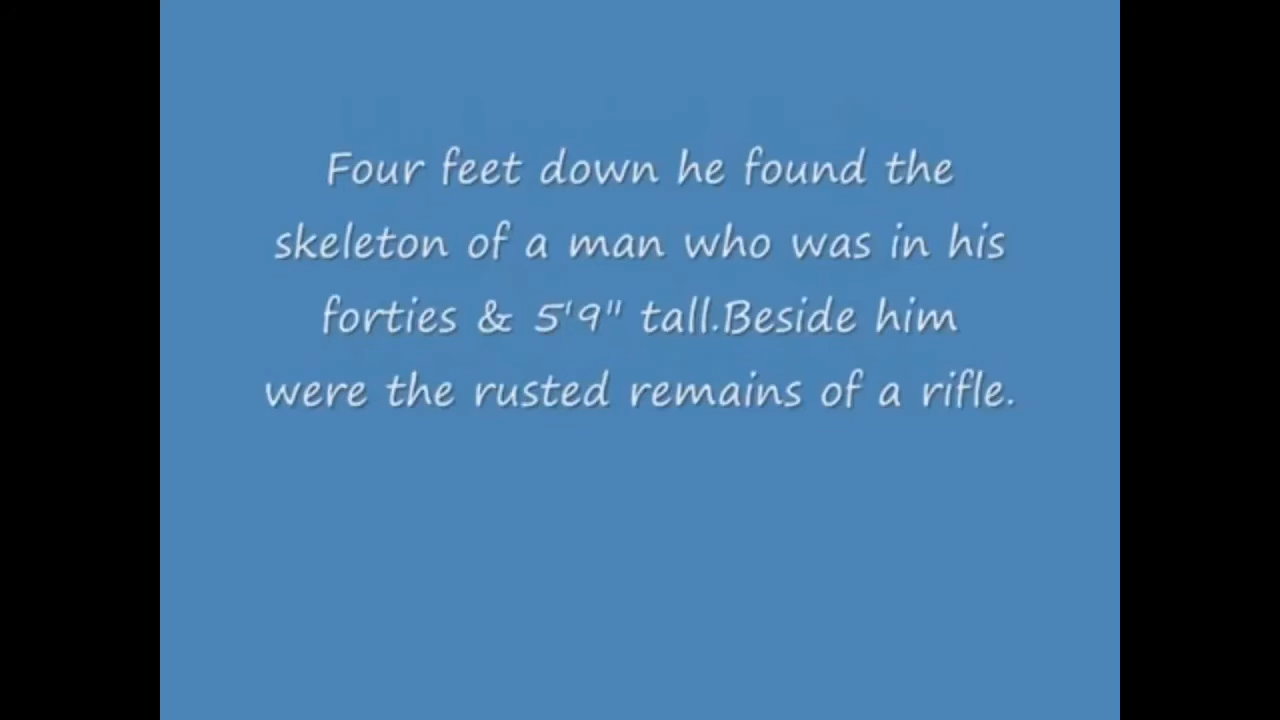 Four feet down he found the
skeleton of a man who was in his
forties & 5'9" tall.Beside him
were the rusted remains of a rifle.